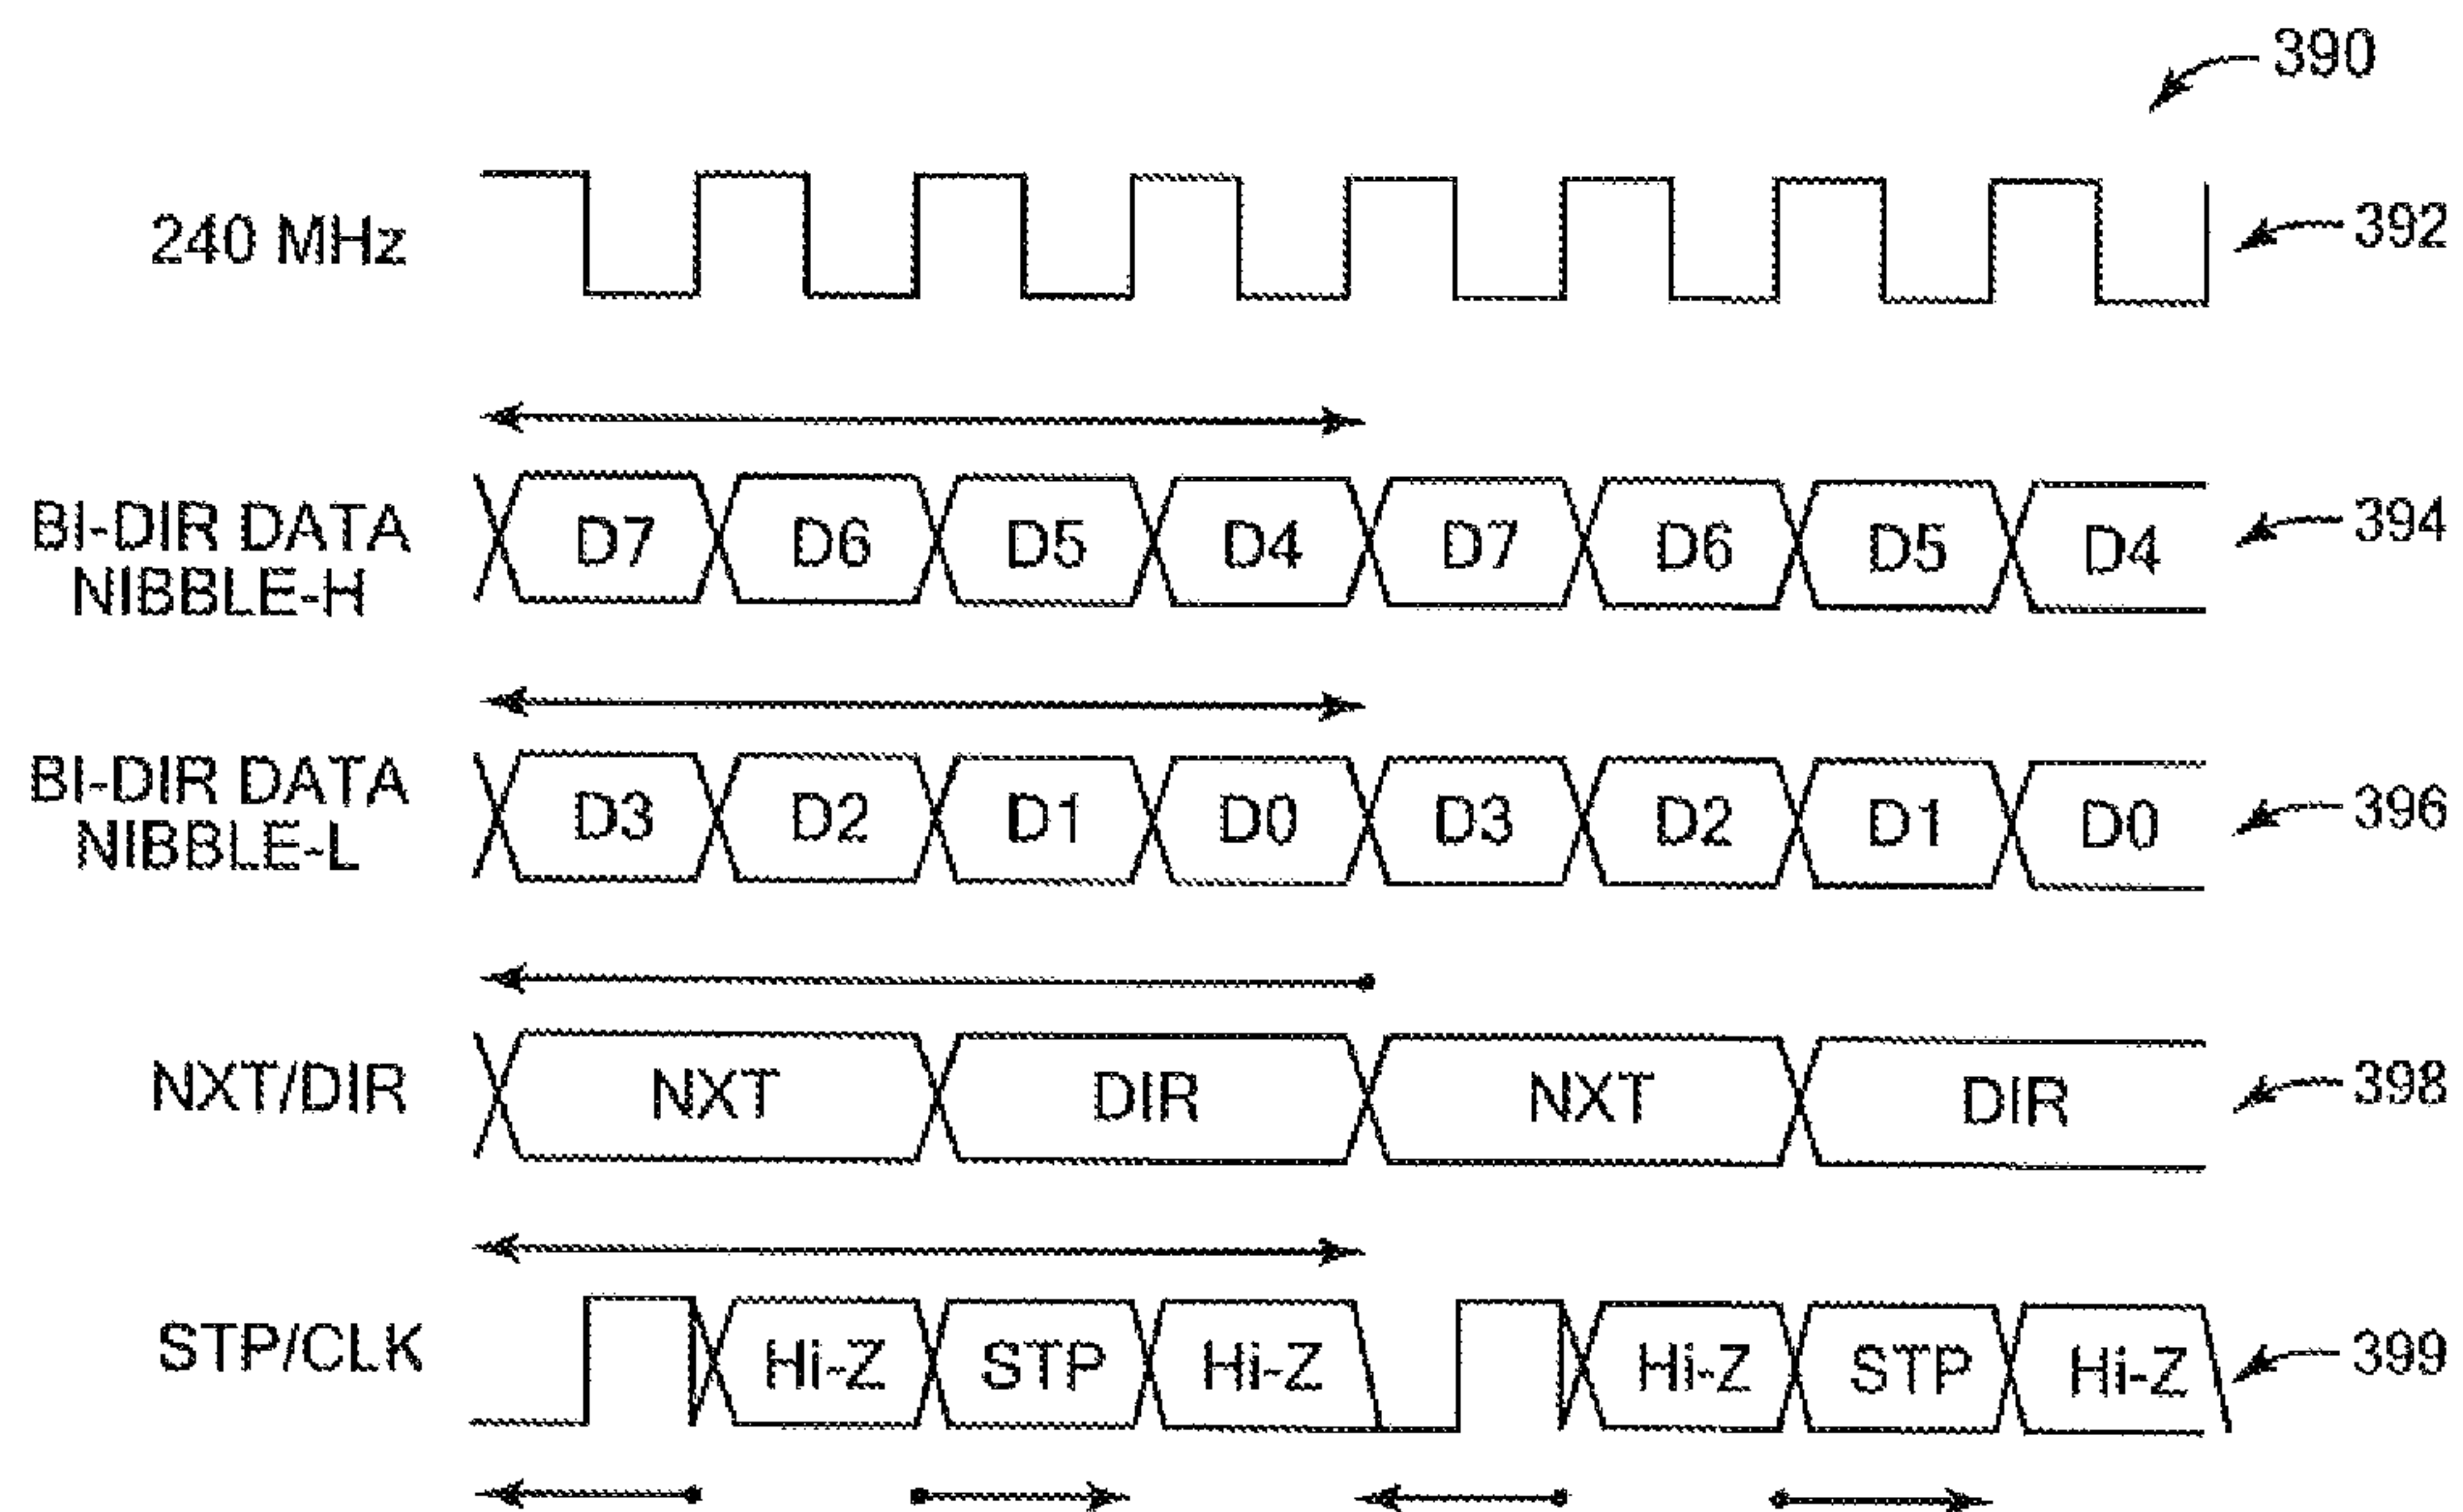 390
240 MHz
392
BI-DIR DATA
NIBBLE-H
D7 D6 D5 D4 D7 D6 D5 D4
394
BI-DIR DATA
NIBBLE-L
D3 D2 D1 D0 D3 D2 D1 D0
396
NXT/DIR
NXT DIR NXT DIR
398
STP/CLK
Hi-Z STP Hi-Z Hi-Z STP Hi-Z
399